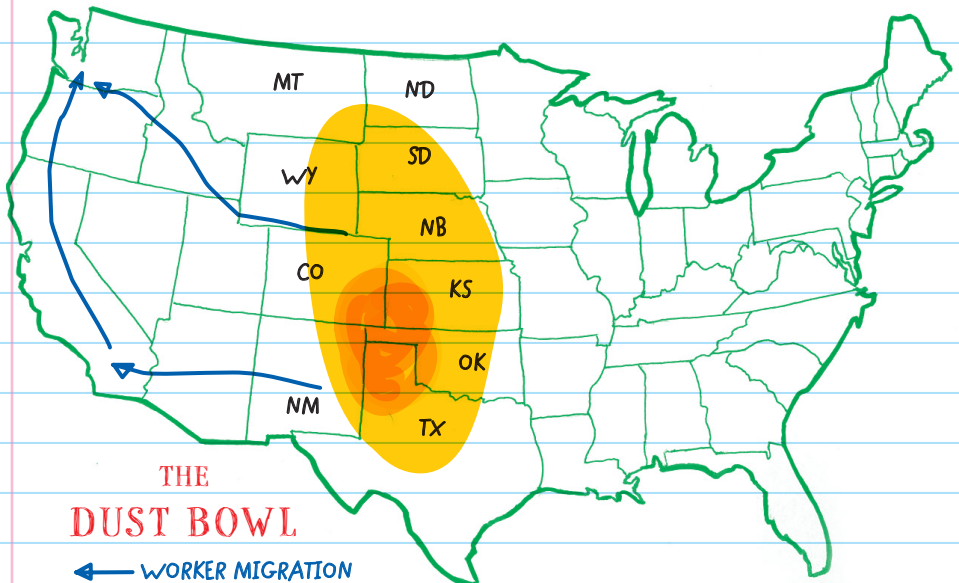 MT
ND
SD
WY
NB
CO
KS
OK
NM
TX
THE
DUST BOWL
WORKER MIGRATION